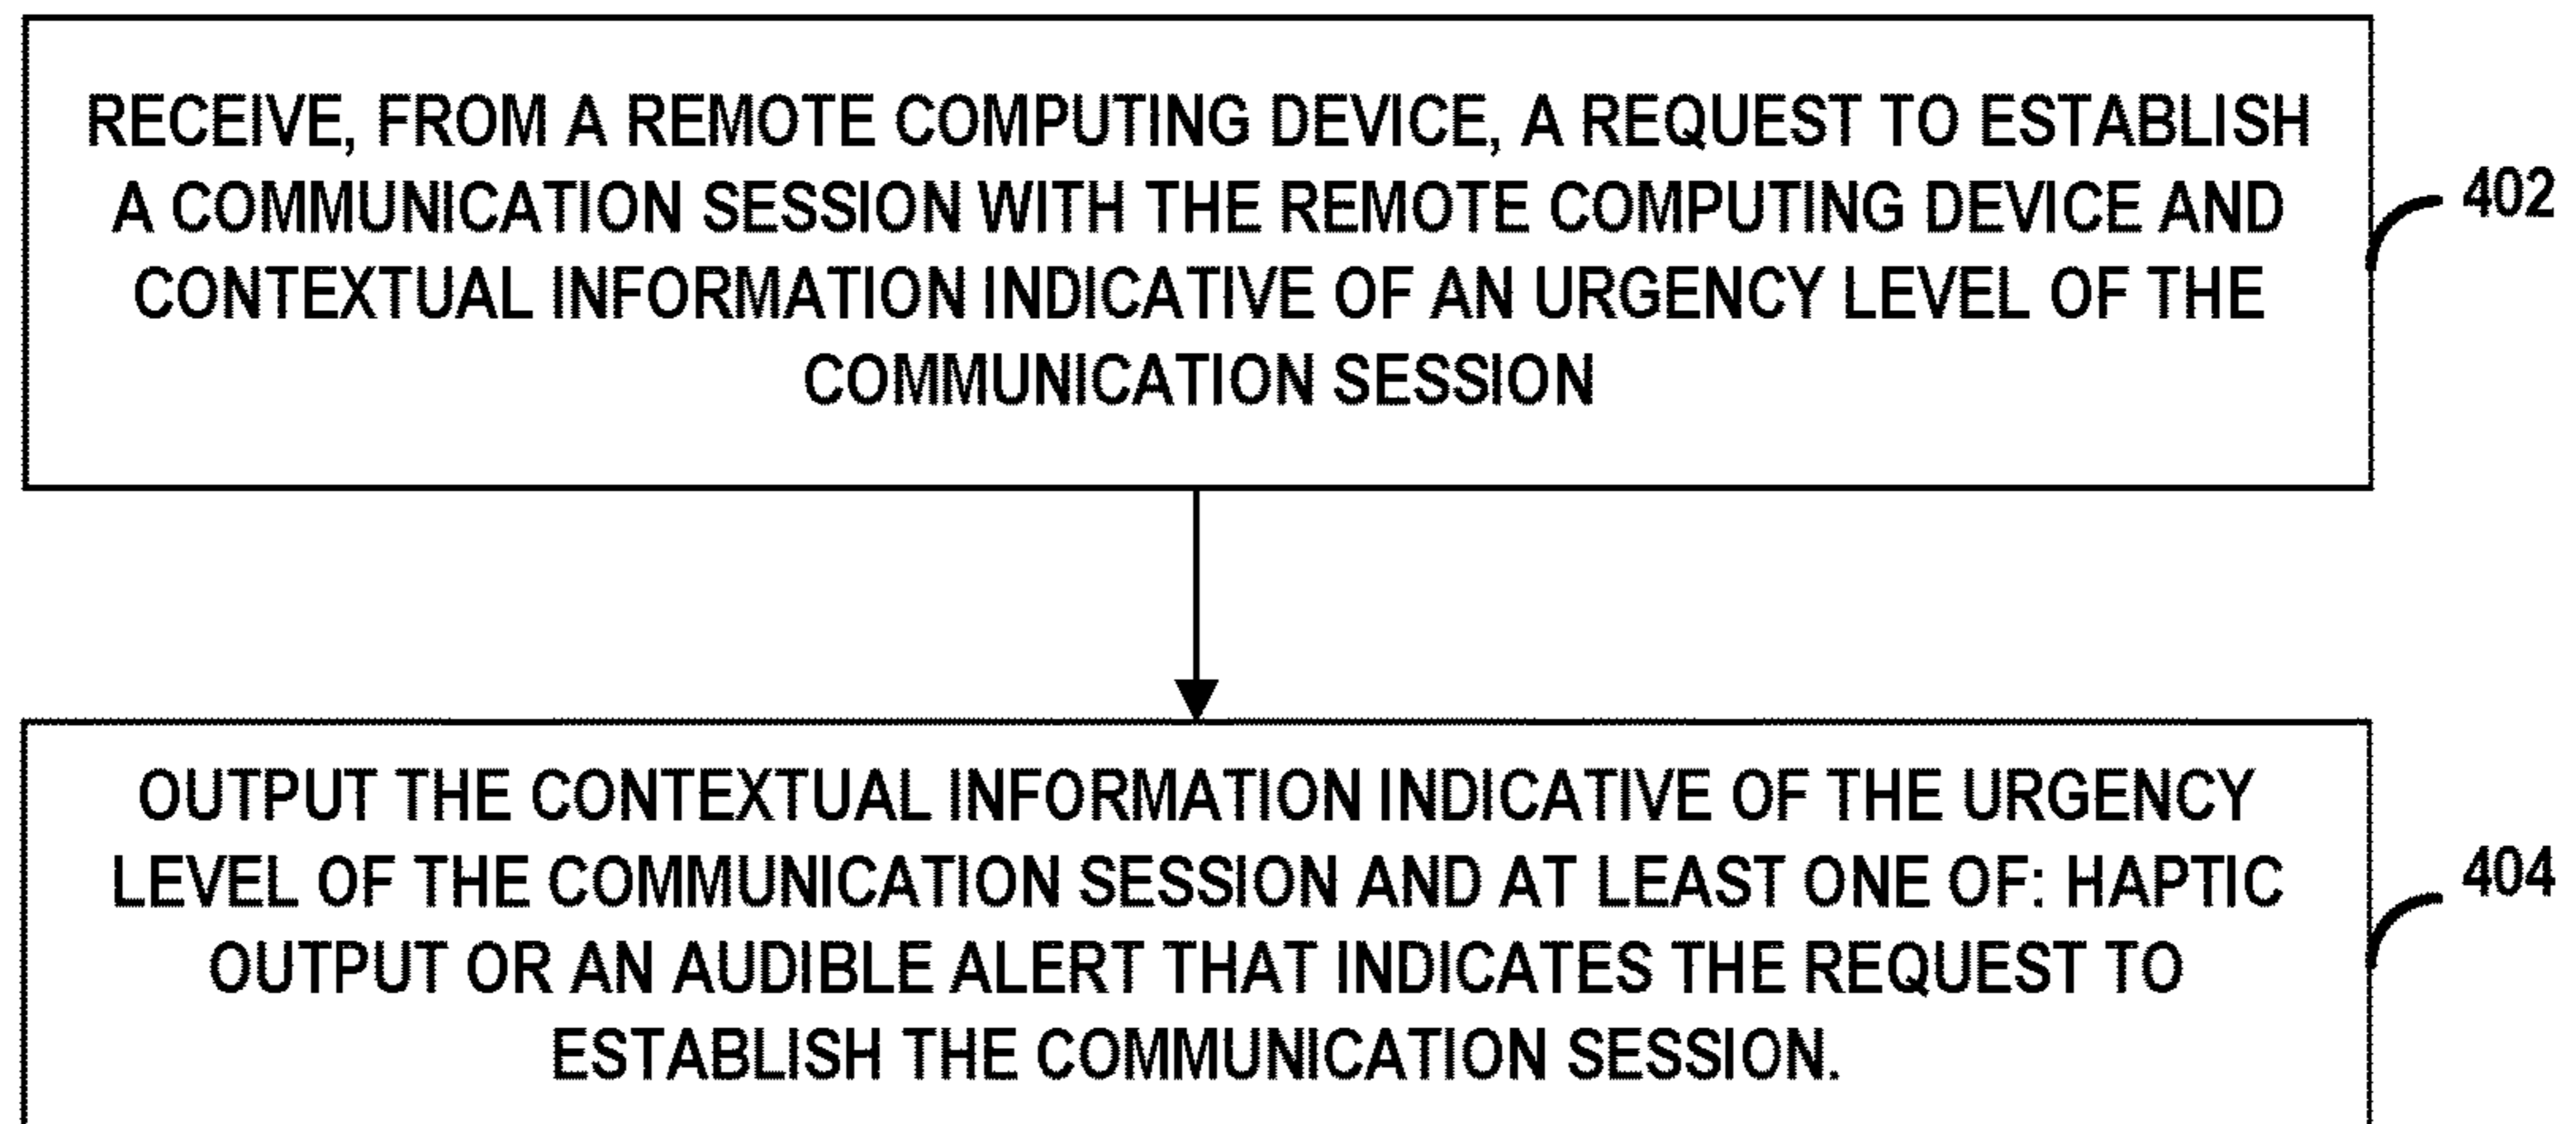 RECEIVE, FROM A REMOTE COMPUTING DEVICE, A REQUEST TO ESTABLISH
A COMMUNICATION SESSION WITH THE REMOTE COMPUTING DEVICE AND
CONTEXTUAL INFORMATION INDICATIVE OF AN URGENCY LEVEL OF THE
COMMUNICATION SESSION
402
OUTPUT THE CONTEXTUAL INFORMATION INDICATIVE OF THE URGENCY
LEVEL OF THE COMMUNICATION SESSION AND AT LEAST ONE OF: HAPTIC
OUTPUT OR AN AUDIBLE ALERT THAT INDICATES THE REQUEST TO
ESTABLISH THE COMMUNICATION SESSION.
404